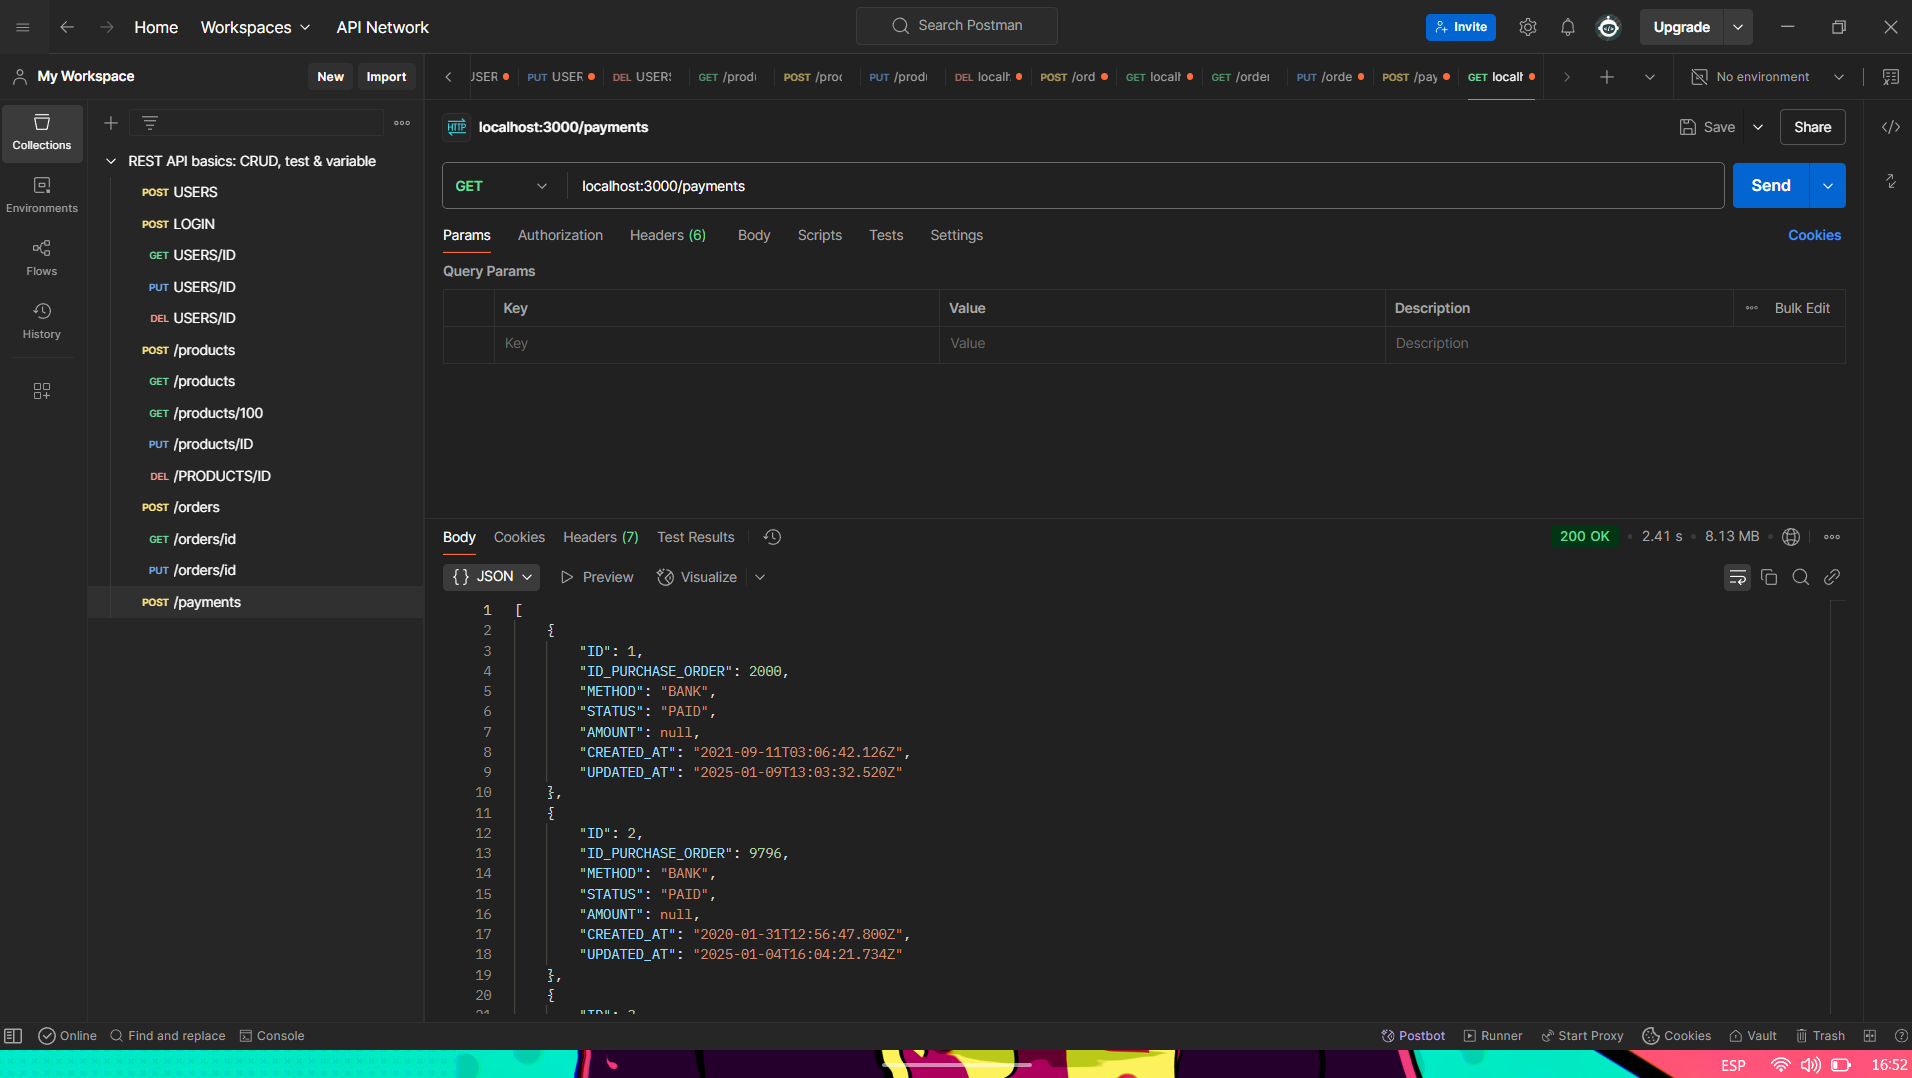 Home
Workspaces
API Network
Search Postman
Invite
Upgrade
My Workspace
New
Import
USER
PUT USER
DEL USER
GET /prod
POST /pro
PUT /prod
DEL local
POST /ord
GET local
GET /order
PUT /orde
POST /pay
GET local
No environment
Collections
Environments
Flows
History
REST API basics: CRUD, test & variable
POST USERS
POST LOGIN
GET USERS/ID
PUT USERS/ID
DEL USERS/ID
POST /products
GET /products
GET /products/100
PUT /products/ID
DEL /PRODUCTS/ID
POST /orders
GET /orders/id
PUT /orders/id
POST /payments
HTTP
localhost:3000/payments
Save
Share
GET
localhost:3000/payments
Send
Params
Authorization
Headers (6)
Body
Scripts
Tests
Settings
Cookies
Query Params
Key
Value
Description
Bulk Edit
Key
Value
Description
Body
Cookies
Headers (7)
Test Results
200 OK
2.41 s
8.13 MB
{} JSON
Preview
Visualize
1 [
2 {
3 "ID": 1,
4 "ID_PURCHASE_ORDER": 2000,
5 "METHOD": "BANK",
6 "STATUS": "PAID",
7 "AMOUNT": null,
8 "CREATED_AT": "2021-09-11T03:06:42.126Z",
9 "UPDATED_AT": "2025-01-09T13:03:32.520Z"
10 },
11 {
12 "ID": 2,
13 "ID_PURCHASE_ORDER": 9796,
14 "METHOD": "BANK",
15 "STATUS": "PAID",
16 "AMOUNT": null,
17 "CREATED_AT": "2020-01-31T12:56:47.800Z",
18 "UPDATED_AT": "2025-01-04T16:04:21.734Z"
19 },
20 {
Online
Find and replace
Console
Postbot
Runner
Start Proxy
Cookies
Vault
Trash
ESP
16:52